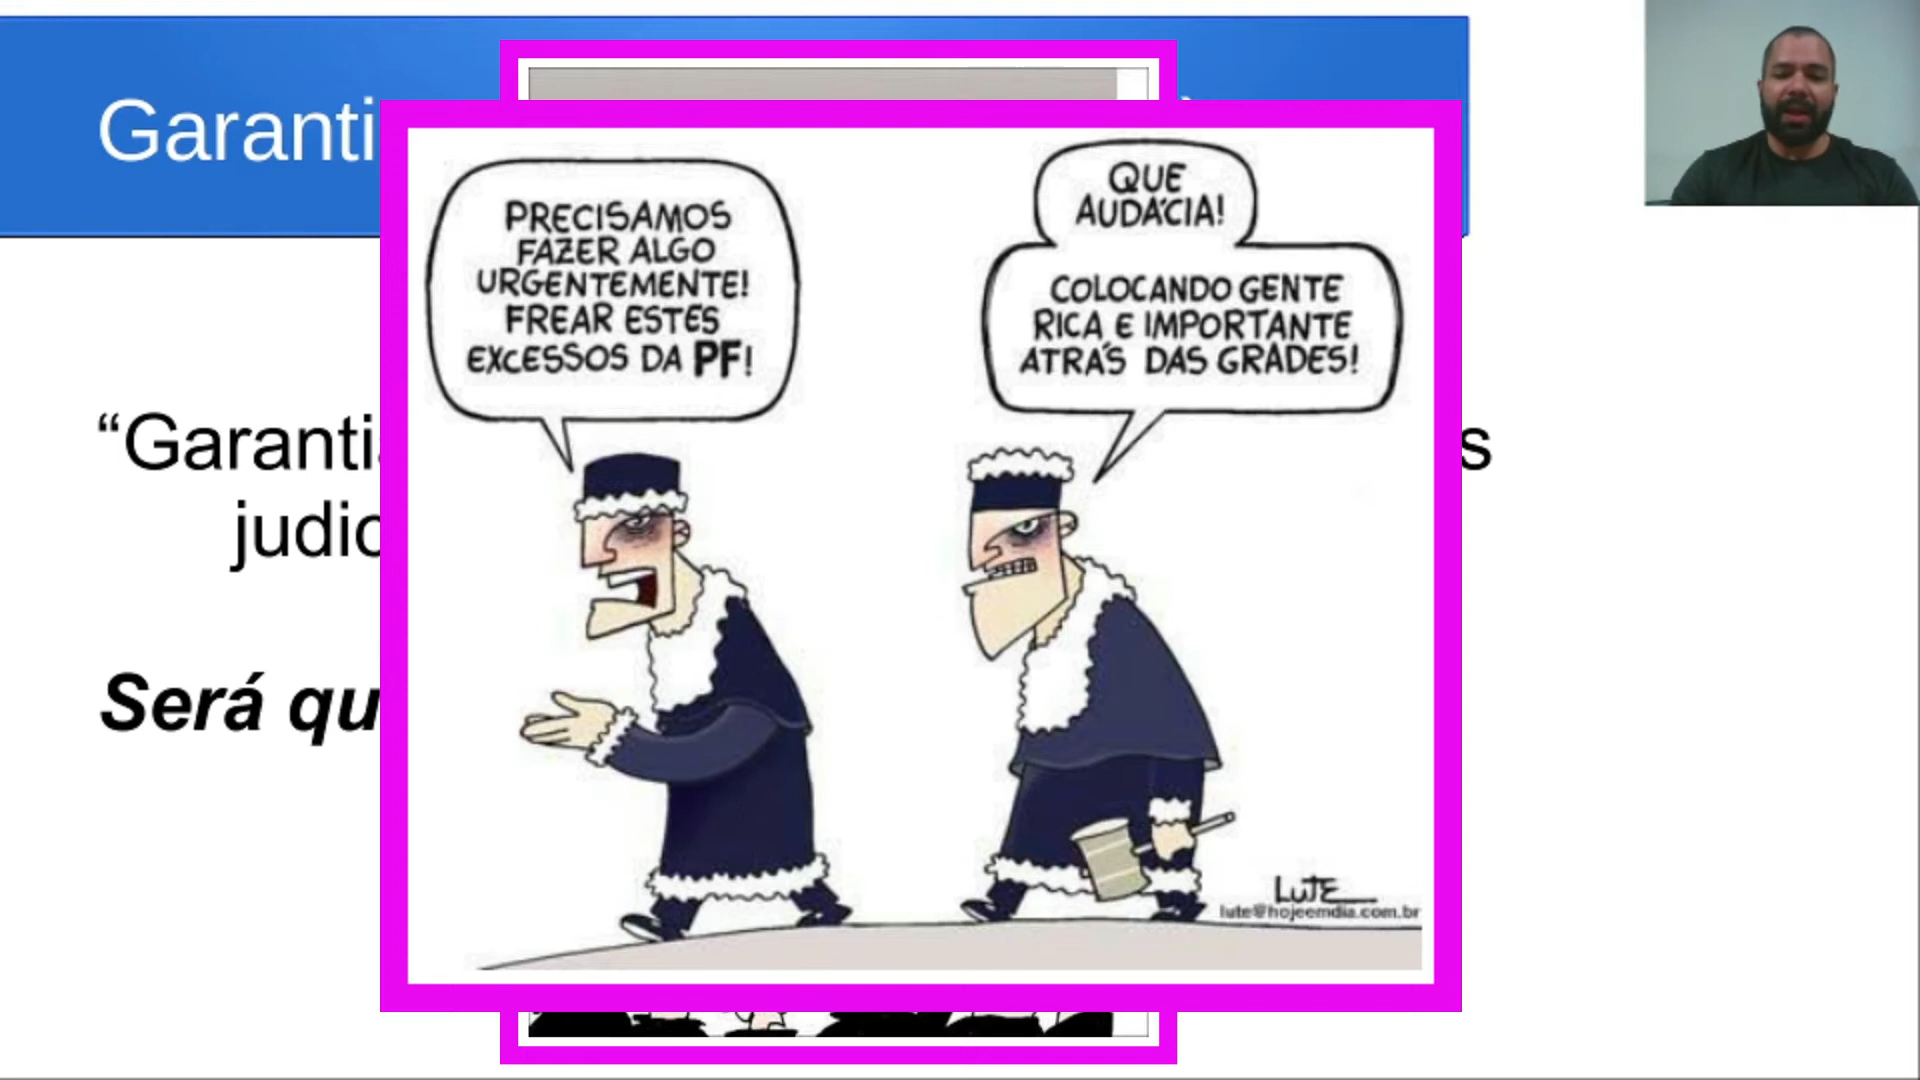 Garanti
PRECISAMOS
FAZER ALGO
URGENTEMENTE!
FREAR ESTES
EXCESSOS DA PF!
QUE
AUDÁCIA!
COLOCANDO GENTE
RICA E IMPORTANTE
ATRÁS DAS GRADES!
“Garanti
s
judic
Será qu
LUTE
lute@hojeemdia.com.br